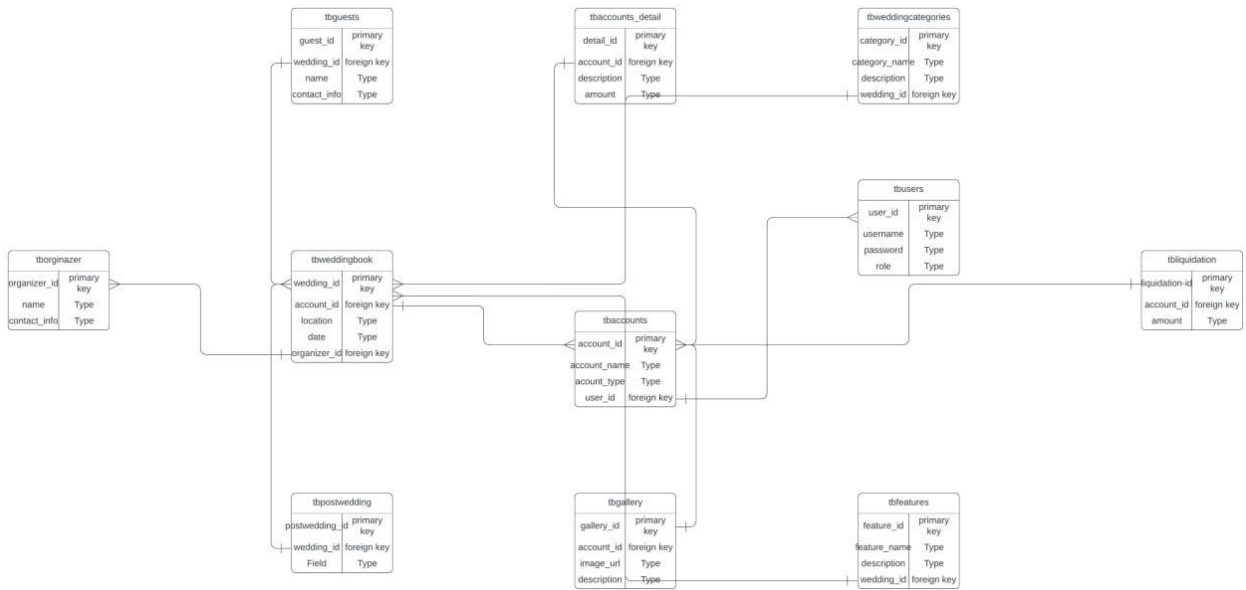 tbguests
guest_id primary key
wedding_id foreign key
name Type
contact_info Type
tbaccounts_detail
detail_id primary key
account_id foreign key
description Type
amount Type
tbweddingcategories
category_id primary key
category_name Type
description Type
wedding_id foreign key
tbusers
user_id primary key
username Type
password Type
role Type
tborginazer
organizer_id primary key
name Type
contact_info Type
tbweddingbook
wedding_id primary key
account_id foreign key
location Type
date Type
organizer_id foreign key
tbaccounts
account_id primary key
account_name Type
acount_type Type
user_id foreign key
tbliquidation
liquidation-id primary key
account_id foreign key
amount Type
tbpostwedding
postwedding_id primary key
wedding_id foreign key
Field Type
tbgallery
gallery_id primary key
account_id foreign key
image_url Type
description Type
tbfeatures
feature_id primary key
feature_name Type
description Type
wedding_id foreign key